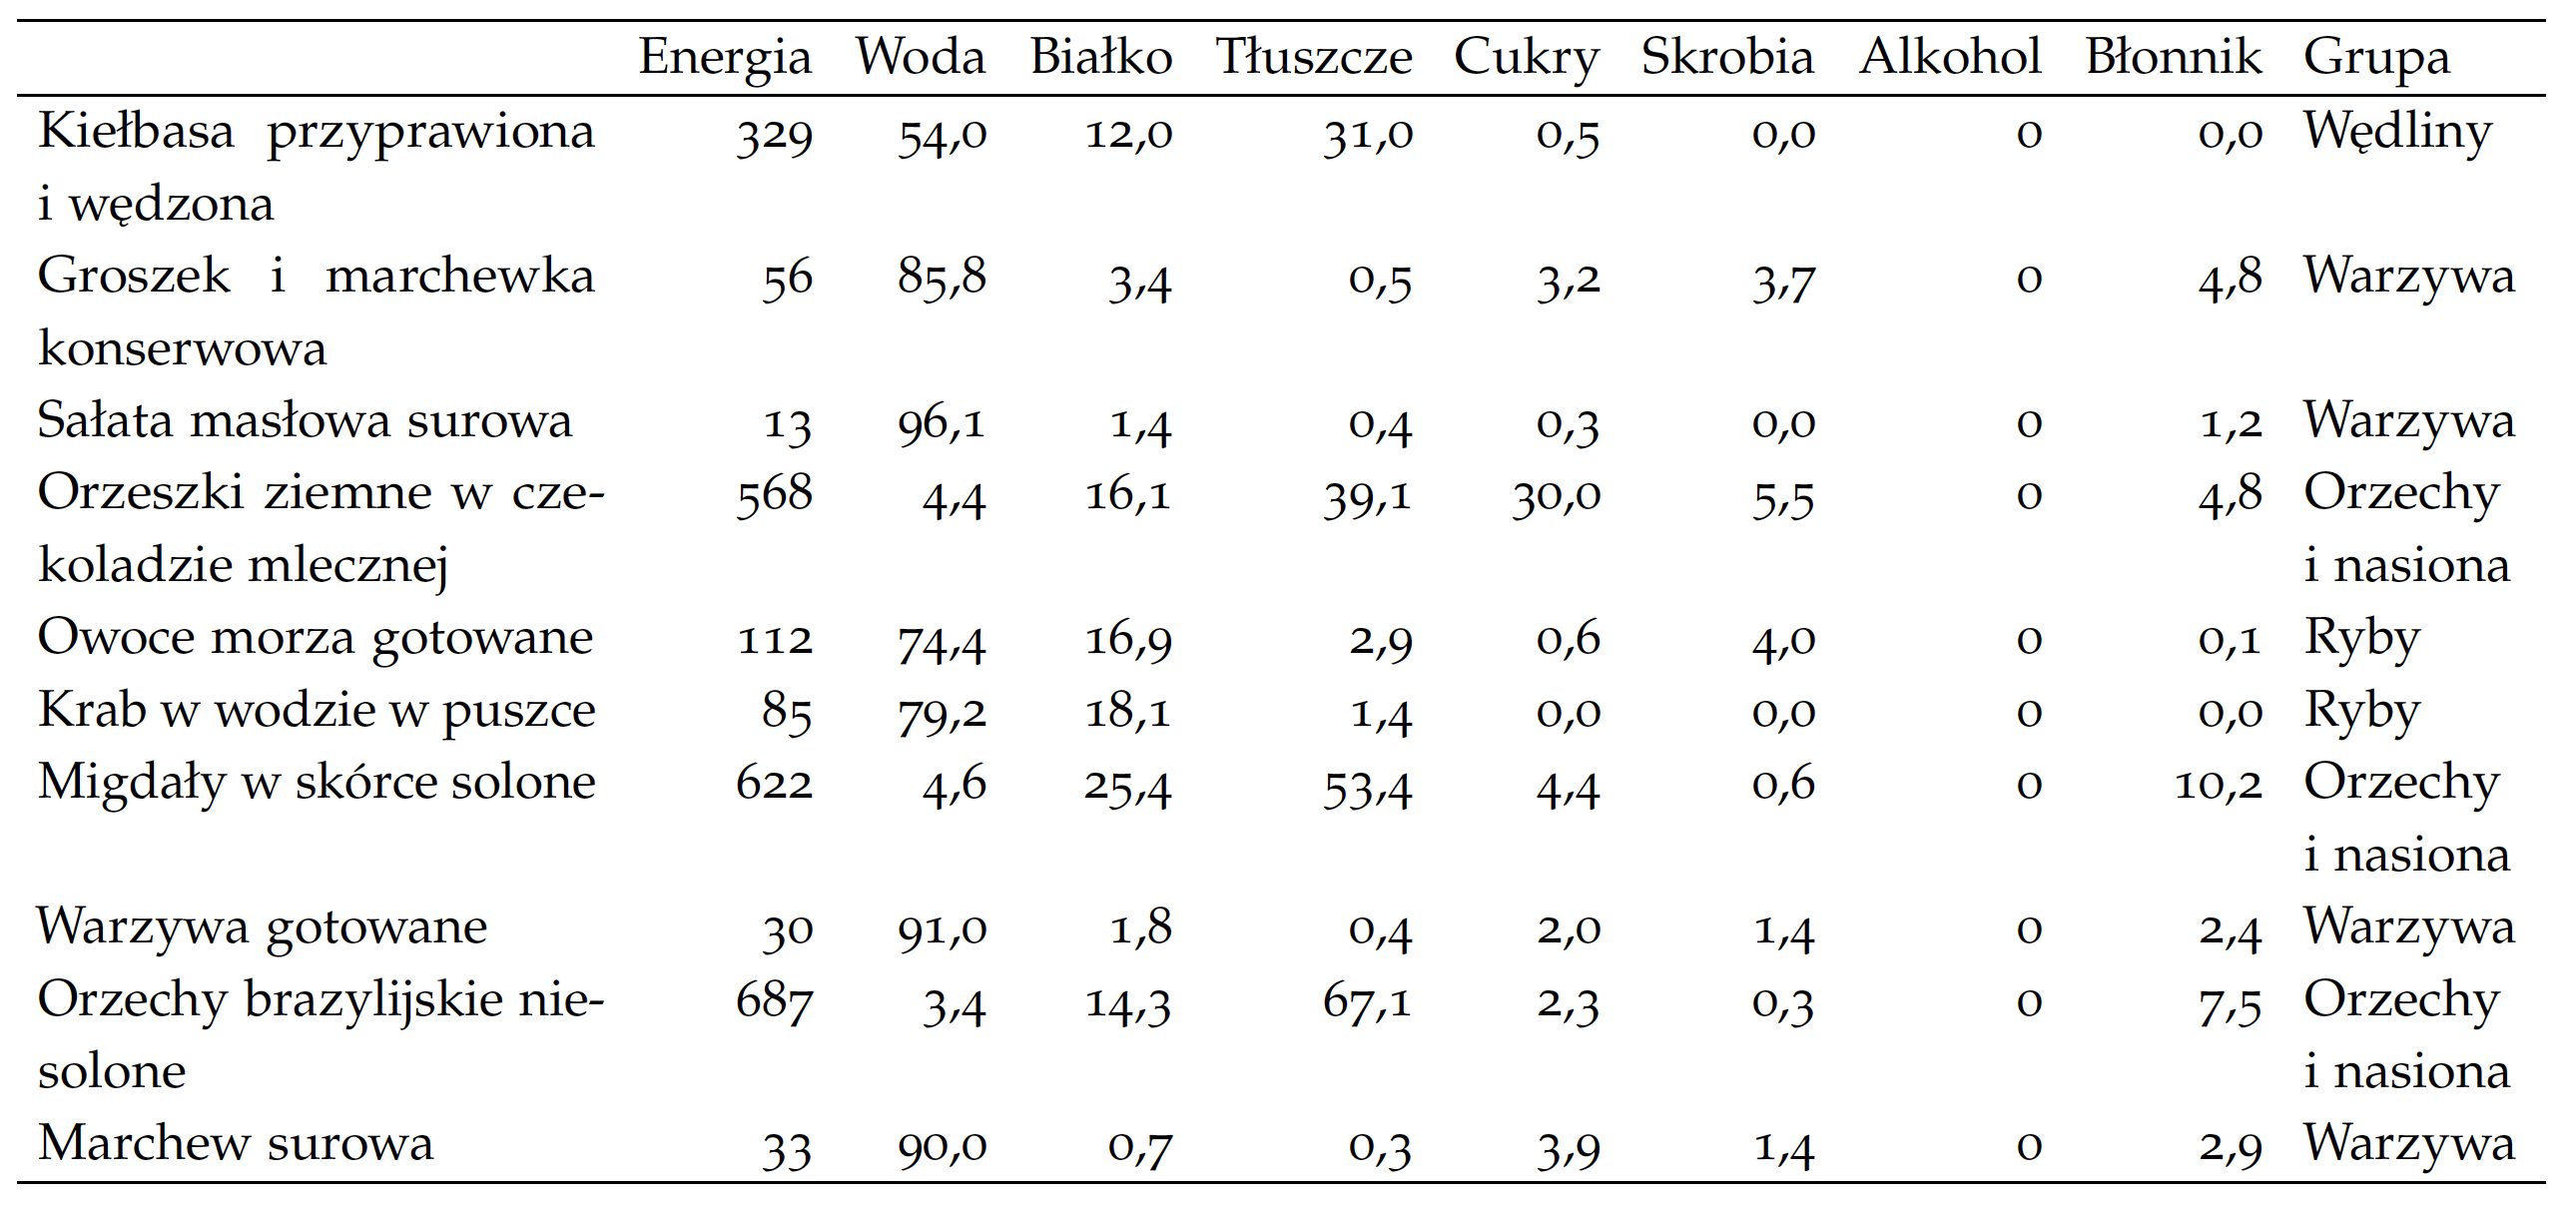 Energia Woda Białko Tłuszcze Cukry Skrobia Alkohol Błonnik Grupa
Kiełbasa przyprawiona 329 54,0 12,0 31,0 0,5 0,0 0 0,0 Wędliny
i wędzona
Groszek i marchewka 56 85,8 3,4 0,5 3,2 3,7 0 4,8 Warzywa
konserwowa
Sałata masłowa surowa 13 96,1 1,4 0,4 0,3 0,0 0 1,2 Warzywa
Orzeszki ziemne w cze- 568 4,4 16,1 39,1 30,0 5,5 0 4,8 Orzechy
koladzie mlecznej i nasiona
Owoce morza gotowane 112 74,4 16,9 2,9 0,6 4,0 0 0,1 Ryby
Krab w wodzie w puszce 85 79,2 18,1 1,4 0,0 0,0 0 0,0 Ryby
Migdały w skórce solone 622 4,6 25,4 53,4 4,4 0,6 0 10,2 Orzechy
i nasiona
Warzywa gotowane 30 91,0 1,8 0,4 2,0 1,4 0 2,4 Warzywa
Orzechy brazylijskie nie- 687 3,4 14,3 67,1 2,3 0,3 0 7,5 Orzechy
solone i nasiona
Marchew surowa 33 90,0 0,7 0,3 3,9 1,4 0 2,9 Warzywa